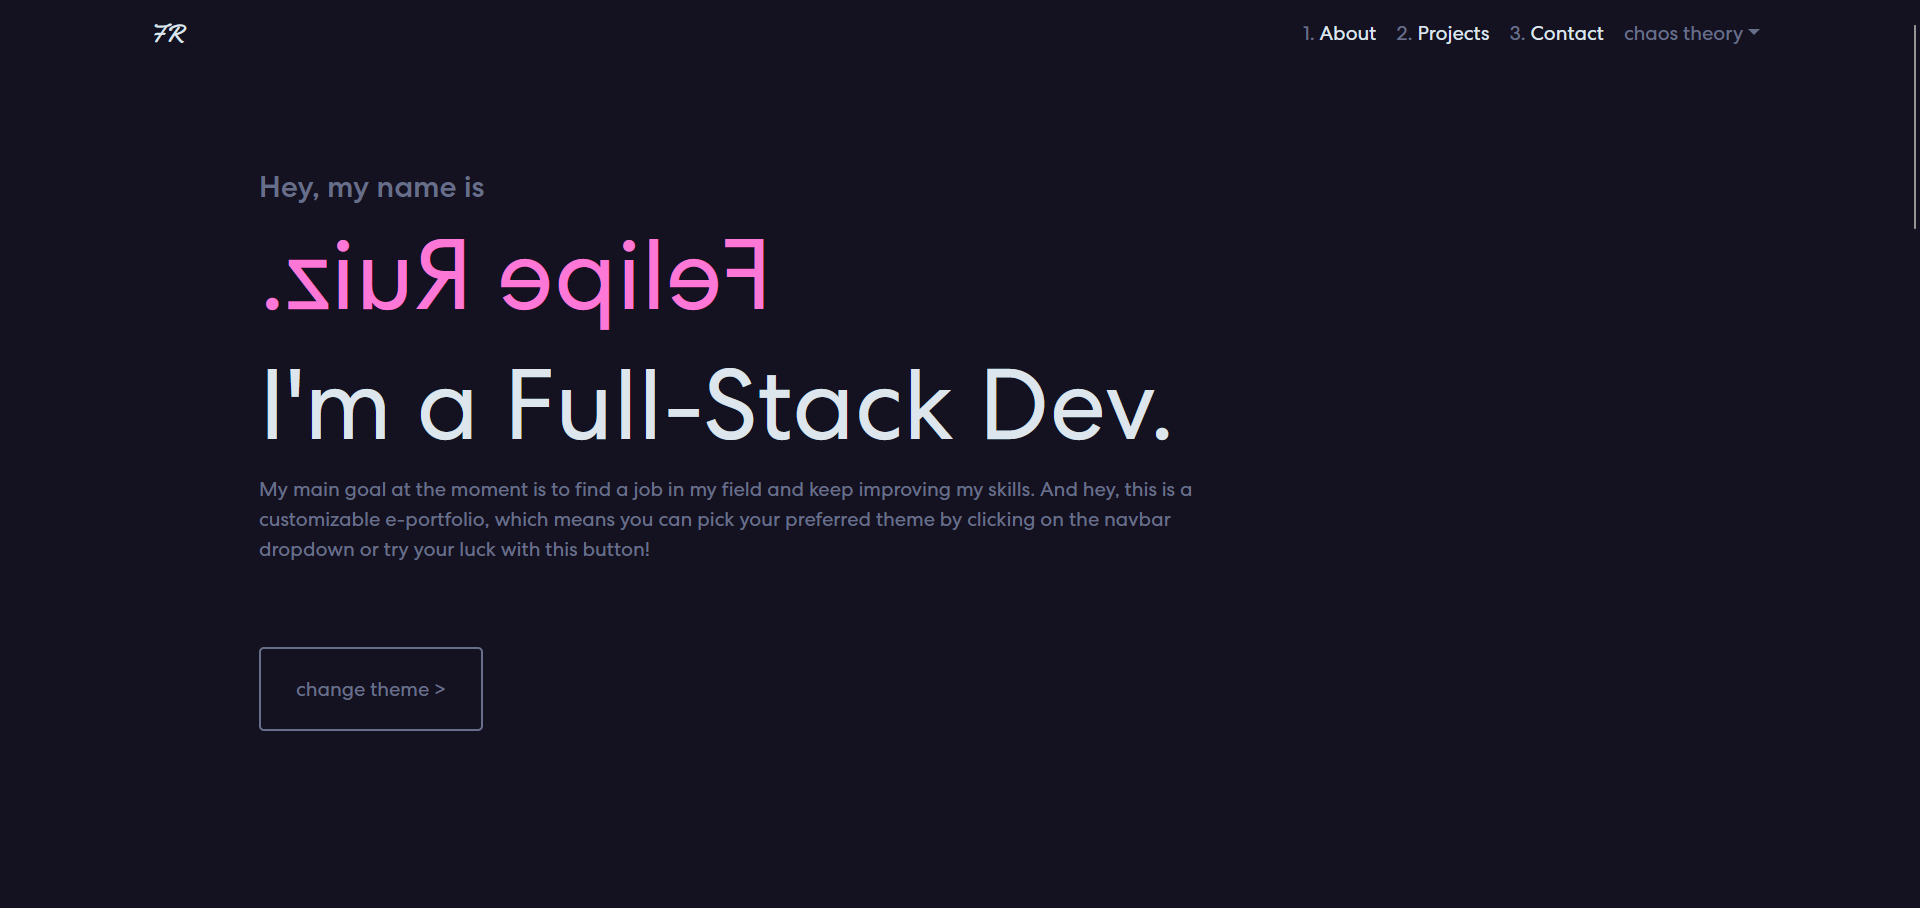 FR
1. About 2. Projects 3. Contact chaos theory
Hey, my name is
Felipe Ruiz.
I'm a Full-Stack Dev.
My main goal at the moment is to find a job in my field and keep improving my skills. And hey, this is a
customizable e-portfolio, which means you can pick your preferred theme by clicking on the navbar
dropdown or try your luck with this button!
change theme >